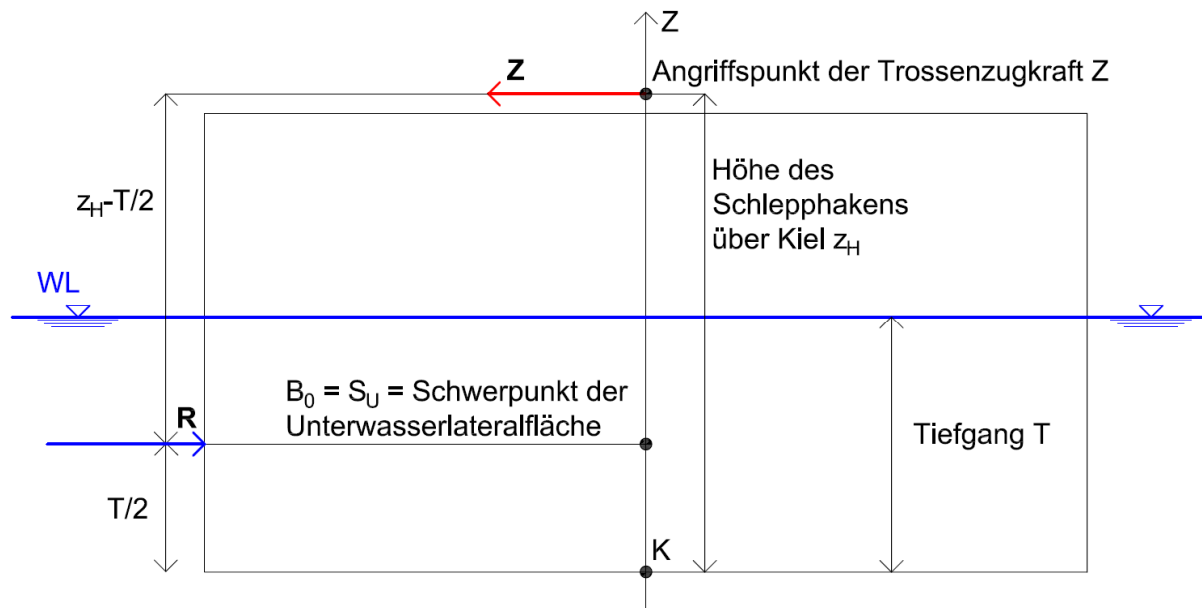 Z
Z
Angriffspunkt der Trossenzugkraft Z
z_H-T/2
Höhe des
Schlepphakens
über Kiel z_H
WL
B_0 = S_U = Schwerpunkt der
Unterwasserlateralfläche
R
Tiefgang T
T/2
K